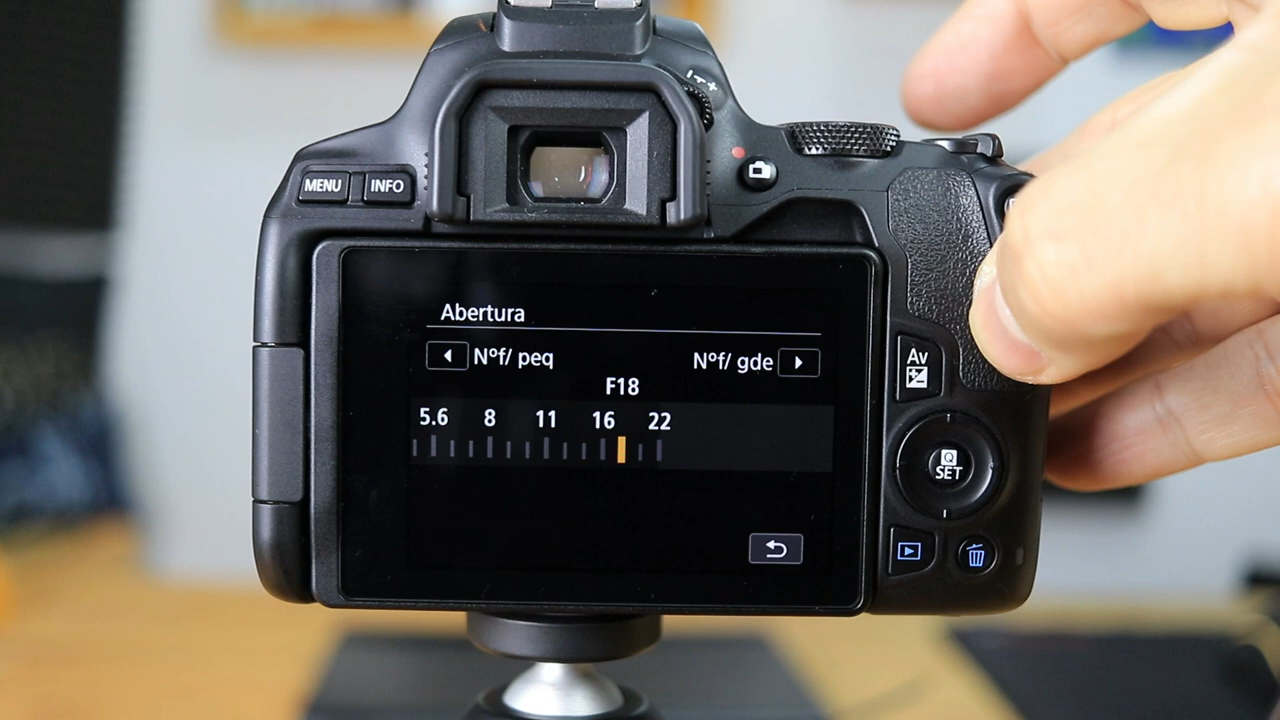 MENU INFO
Abertura
Nºf/ peq Nºf/ gde
F18
5.6 8 11 16 22
Av
Q
SET